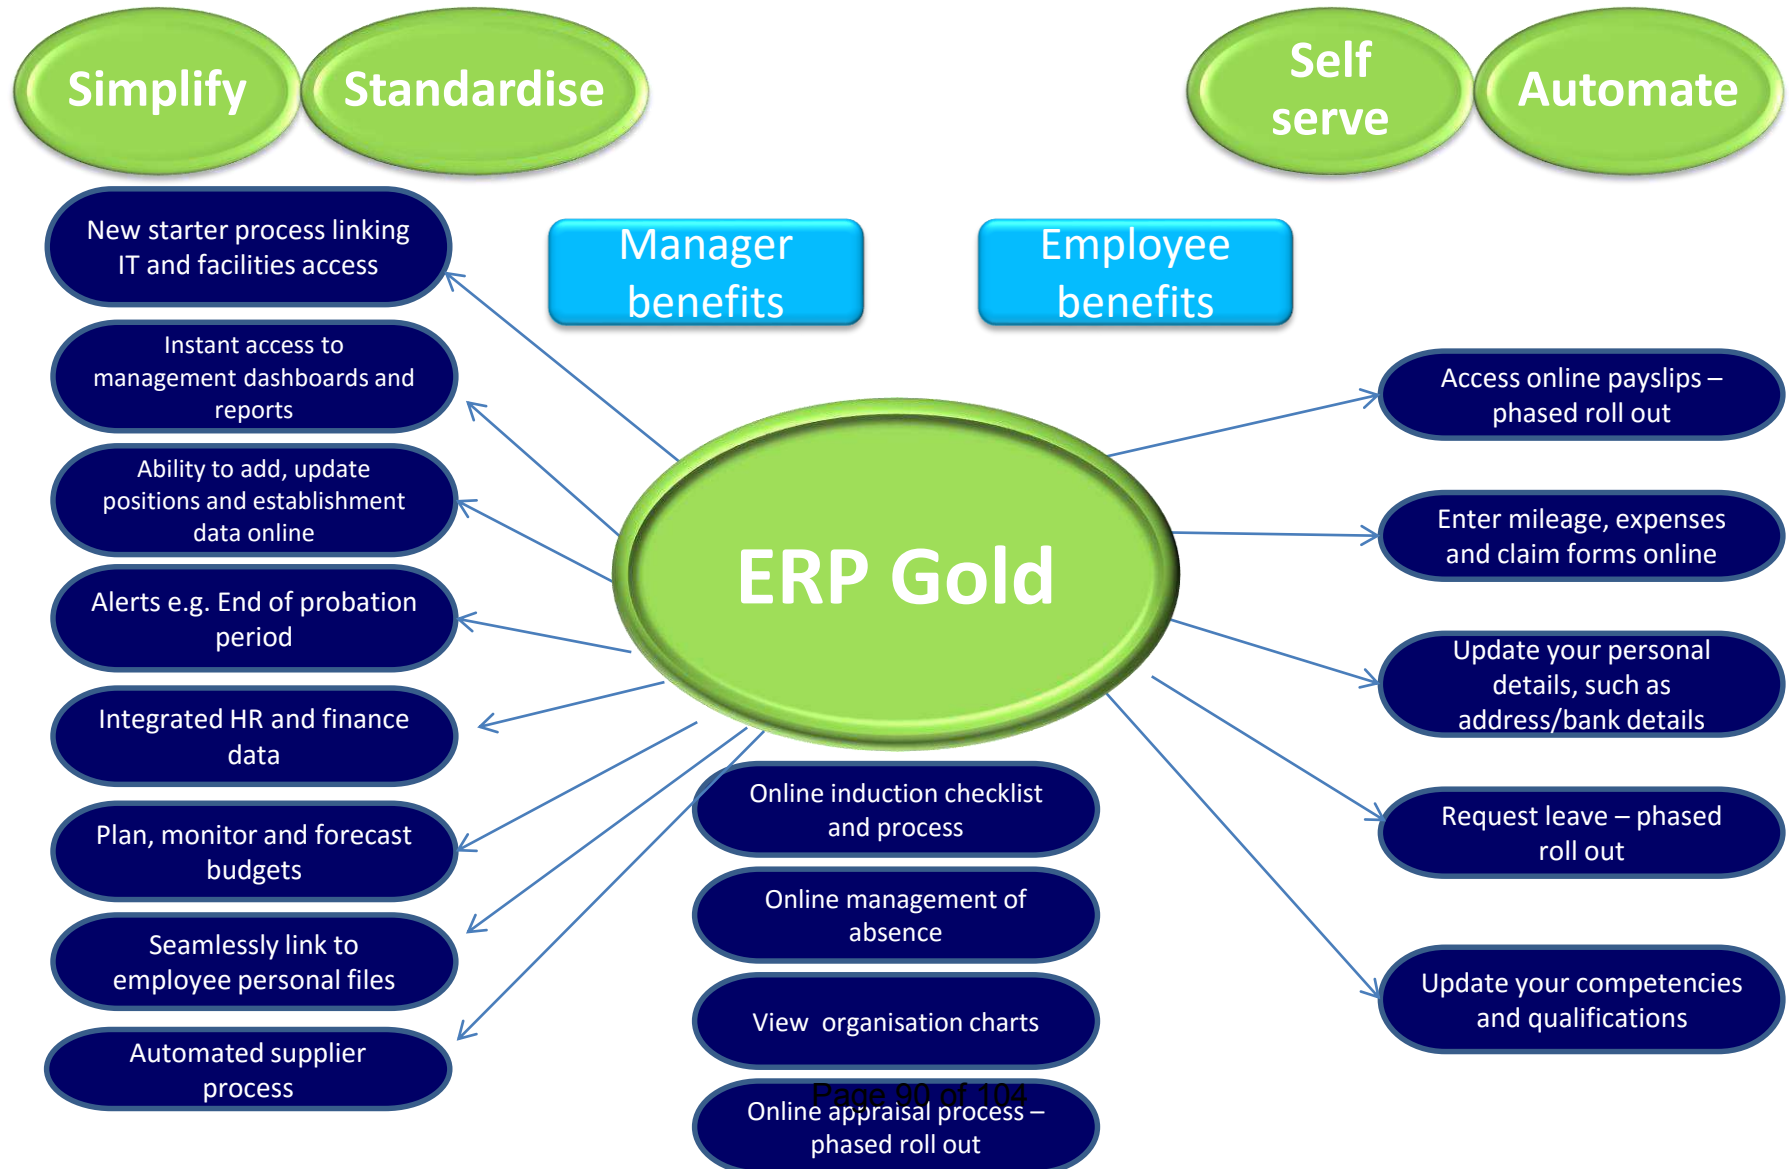 Simplify
Standardise
Self
serve
Automate
New starter process linking
IT and facilities access
Manager
benefits
Employee
benefits
Instant access to
management dashboards and
reports
Ability to add, update
positions and establishment
data online
Alerts e.g. End of probation
period
Integrated HR and finance
data
Plan, monitor and forecast
budgets
Seamlessly link to
employee personal files
Automated supplier
process
ERP Gold
Online induction checklist
and process
Online management of
absence
View organisation charts
Page 90 of 104
Online appraisal process –
phased roll out
Access online payslips –
phased roll out
Enter mileage, expenses
and claim forms online
Update your personal
details, such as
address/bank details
Request leave – phased
roll out
Update your competencies
and qualifications